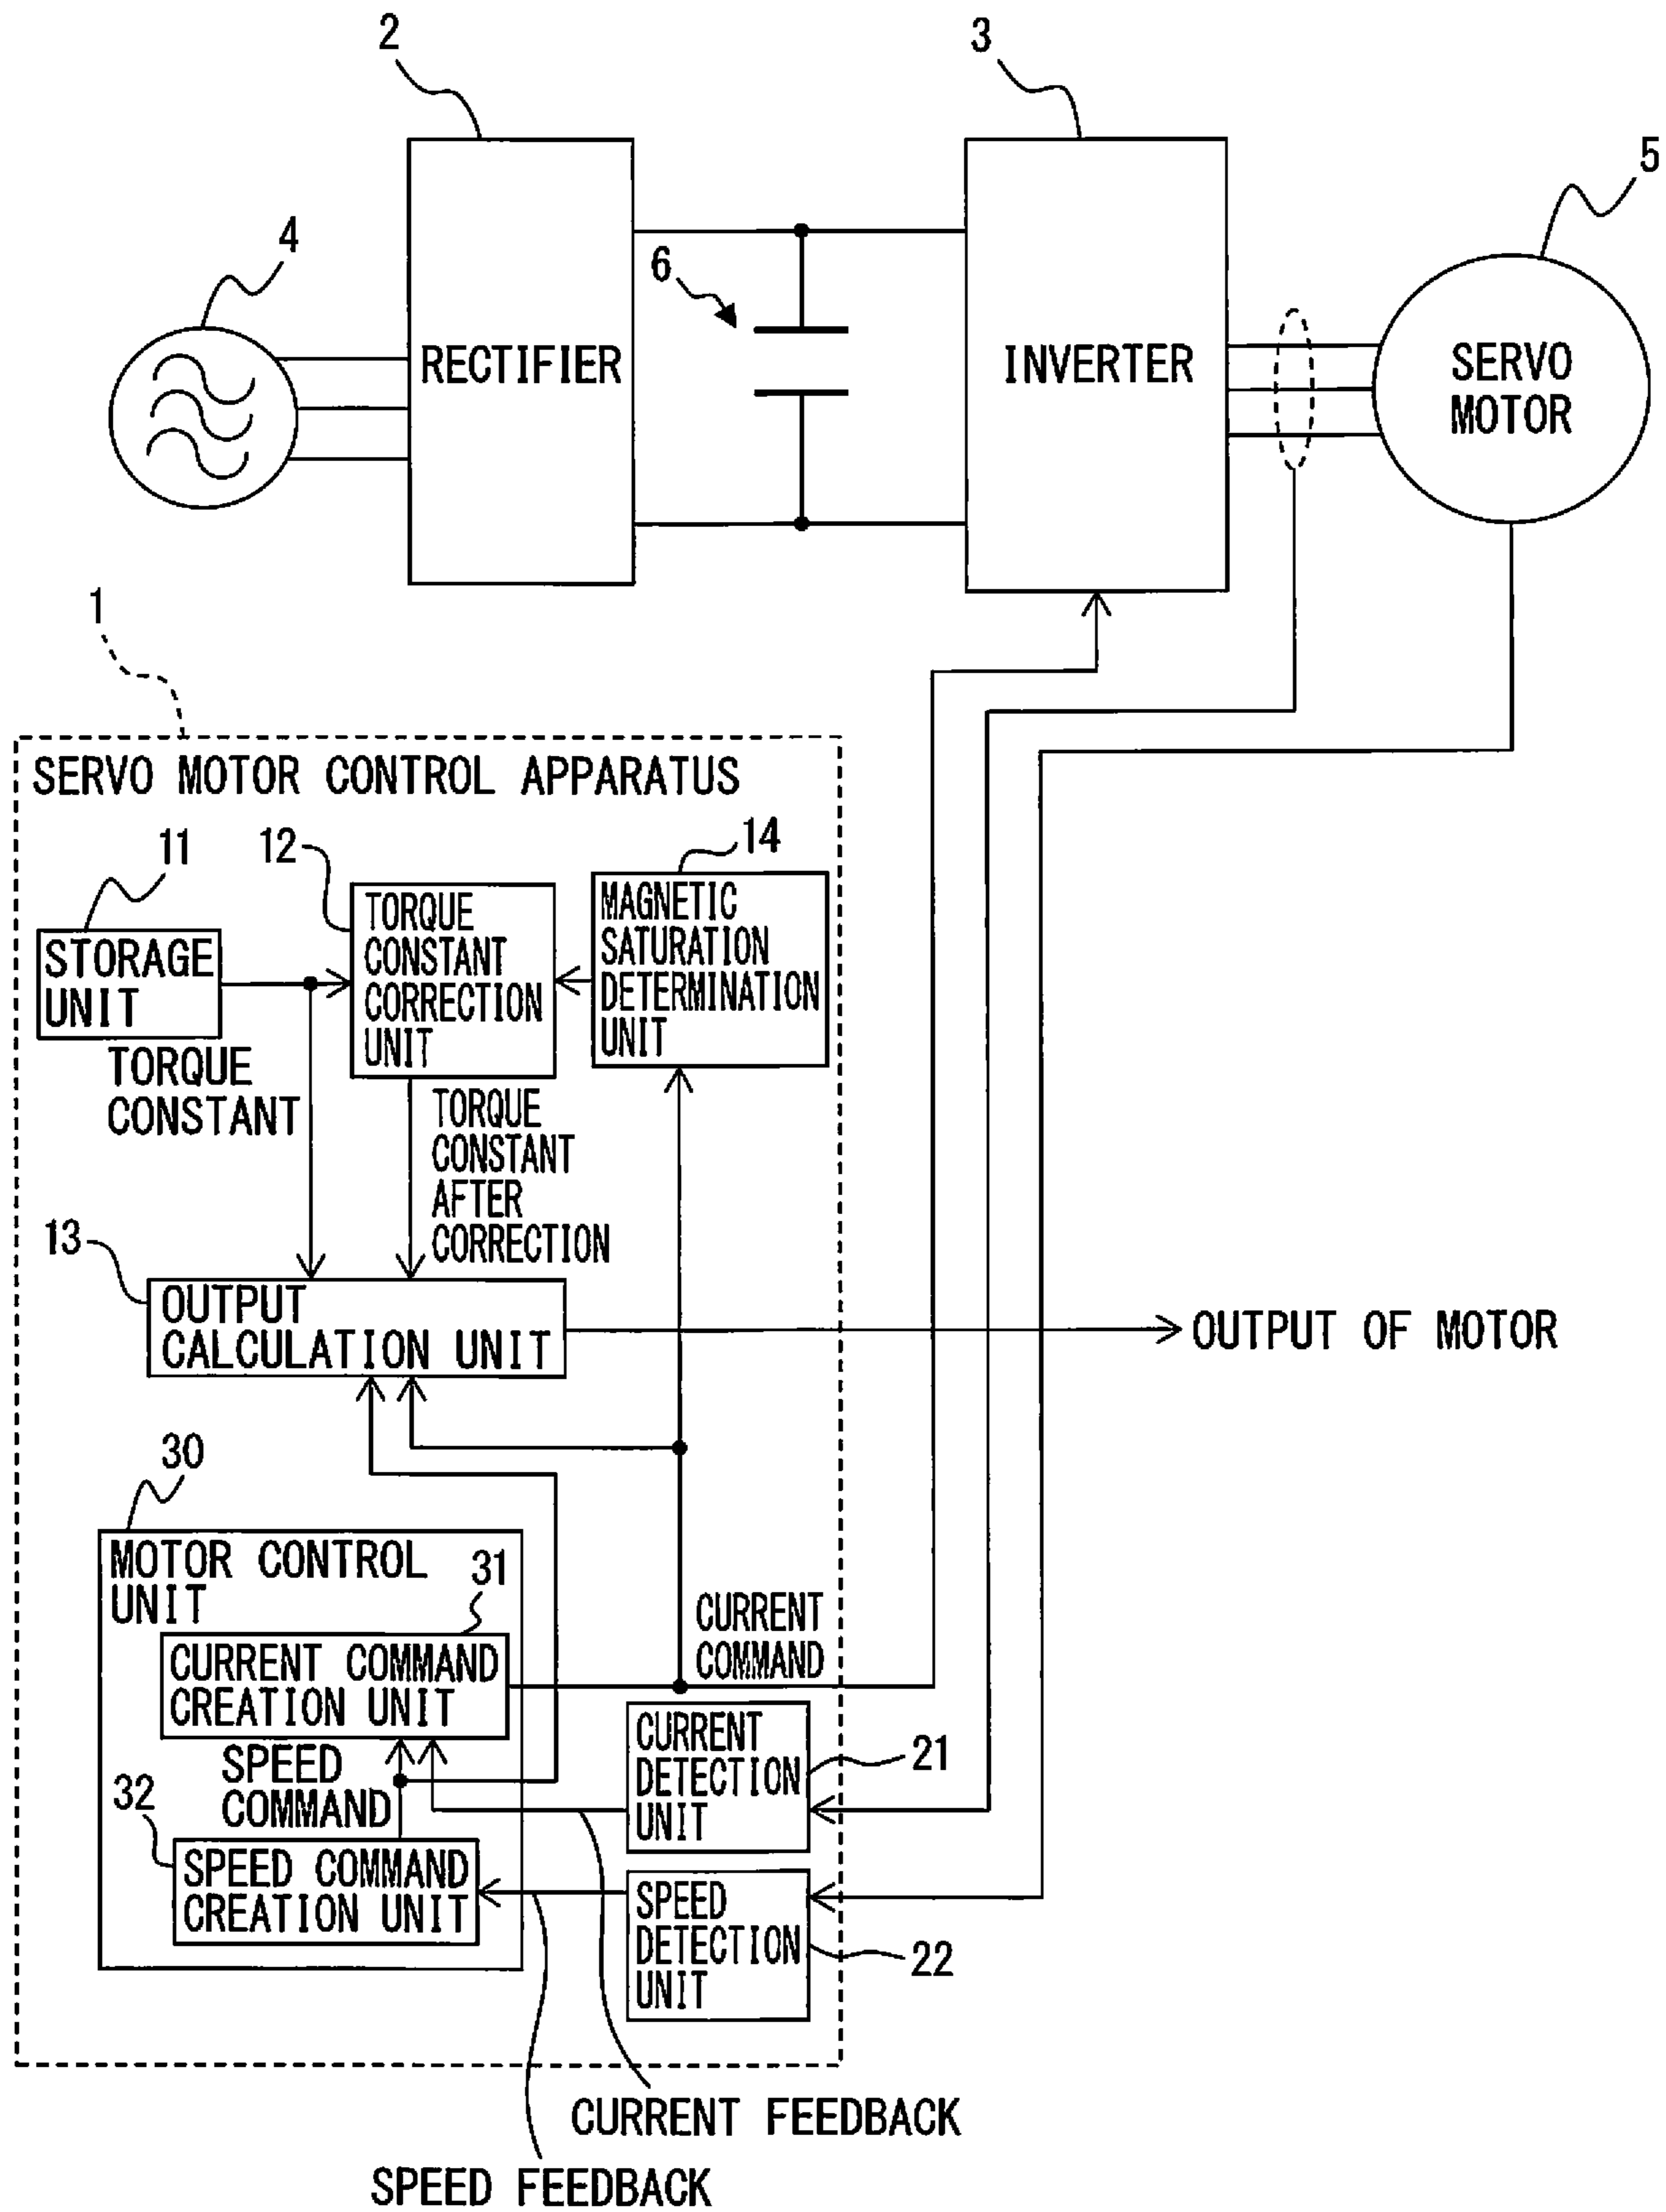 2
3
5
4
6
RECTIFIER
INVERTER
SERVO
MOTOR
1
SERVO MOTOR CONTROL APPARATUS
11
12
14
STORAGE
UNIT
TORQUE
CONSTANT
CORRECTION
UNIT
MAGNETIC
SATURATION
DETERMINATION
UNIT
TORQUE
CONSTANT
TORQUE
CONSTANT
AFTER
CORRECTION
13
OUTPUT
CALCULATION UNIT
OUTPUT OF MOTOR
30
MOTOR CONTROL
UNIT
31
CURRENT COMMAND
CREATION UNIT
CURRENT
COMMAND
SPEED
COMMAND
32
SPEED COMMAND
CREATION UNIT
CURRENT
DETECTION
UNIT
21
SPEED
DETECTION
UNIT
22
CURRENT FEEDBACK
SPEED FEEDBACK